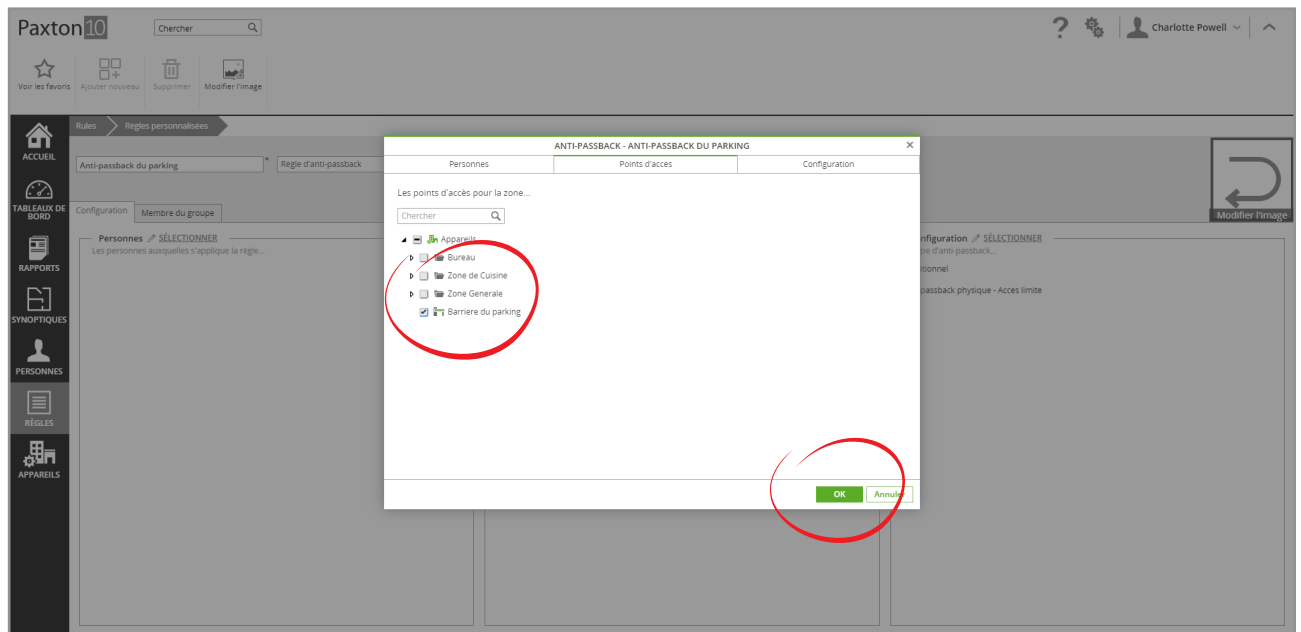 Paxton10
Chercher
Charlotte Powell
Voir les favoris
Ajouter nouveau
Supprimer
Modifier l'image
Rules
Règles personnalisées
ACCUEIL
TABLEAUX DE BORD
RAPPORTS
SYNOPTIQUES
PERSONNES
RÈGLES
APPAREILS
Anti-passback du parking *
Règle d'anti-passback
Modifier l'image
Configuration
Membre du groupe
Personnes SÉLECTIONNER
Les personnes auxquelles s'applique la règle...
nfiguration SÉLECTIONNER
pe d'anti-passback...
tionnel
passback physique - Acces limite
ANTI-PASSBACK - ANTI-PASSBACK DU PARKING
Personnes
Points d'accès
Configuration
Les points d'accès pour la zone...
Chercher
Appareils
Bureau
Zone de Cuisine
Zone Generale
Barriere du parking
OK
Annuler